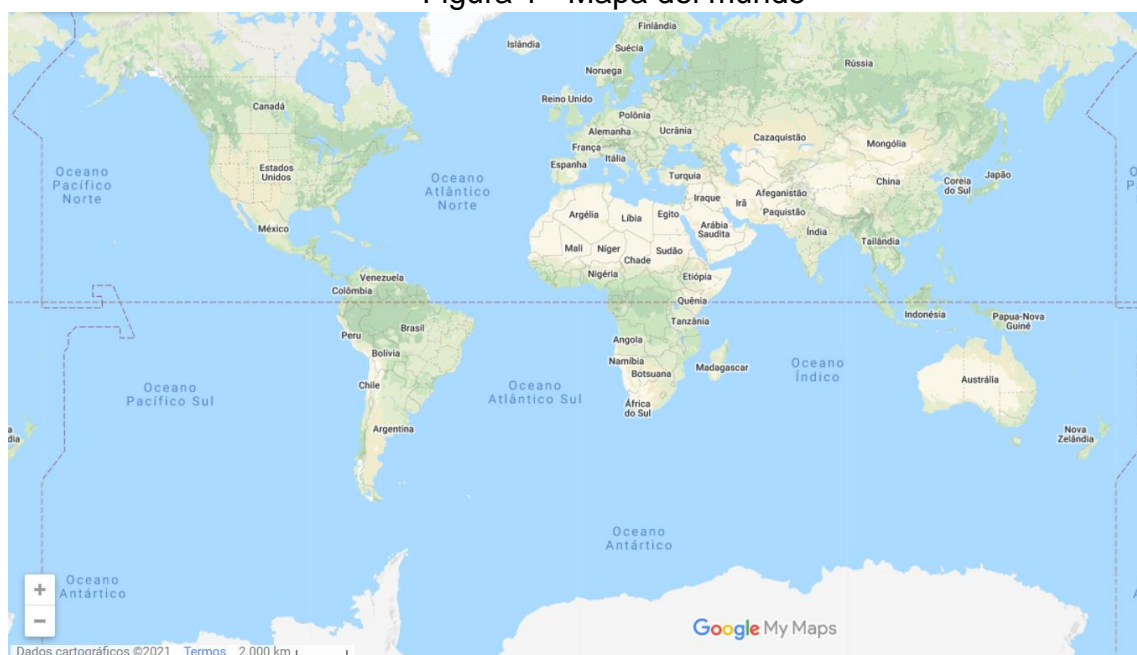 Figura 1 - Mapa del mundo
Finlândia
Islândia
Suécia
Rússia
Noruega
Canadá
Reino Unido
Polônia
Alemanha
Ucrânia
Cazaquistão
Mongólia
França
Itália
Espanha
Estados
Unidos
Oceano
Pacífico
Norte
Oceano
Atlântico
Norte
Turquia
China
Coreia
do Sul
Japão
Iraque
Irã
Afeganistão
Paquistão
Argélia
Líbia
Egito
Arábia
Saudita
Índia
Tailândia
México
Mali
Níger
Chade
Sudão
Nigéria
Etiópia
Venezuela
Colômbia
Quênia
Indonésia
Papua-Nova
Guiné
Tanzânia
Peru
Brasil
Bolívia
Angola
Namíbia
Botsuana
Madagascar
Oceano
Índico
Austrália
Chile
Oceano
Pacífico Sul
Oceano
Atlântico Sul
África
do Sul
Argentina
Nova
Zelândia
Oceano
Antártico
Oceano
Antártico
+
−
Google My Maps
Dados cartográficos ©2021 Termos 2.000 km